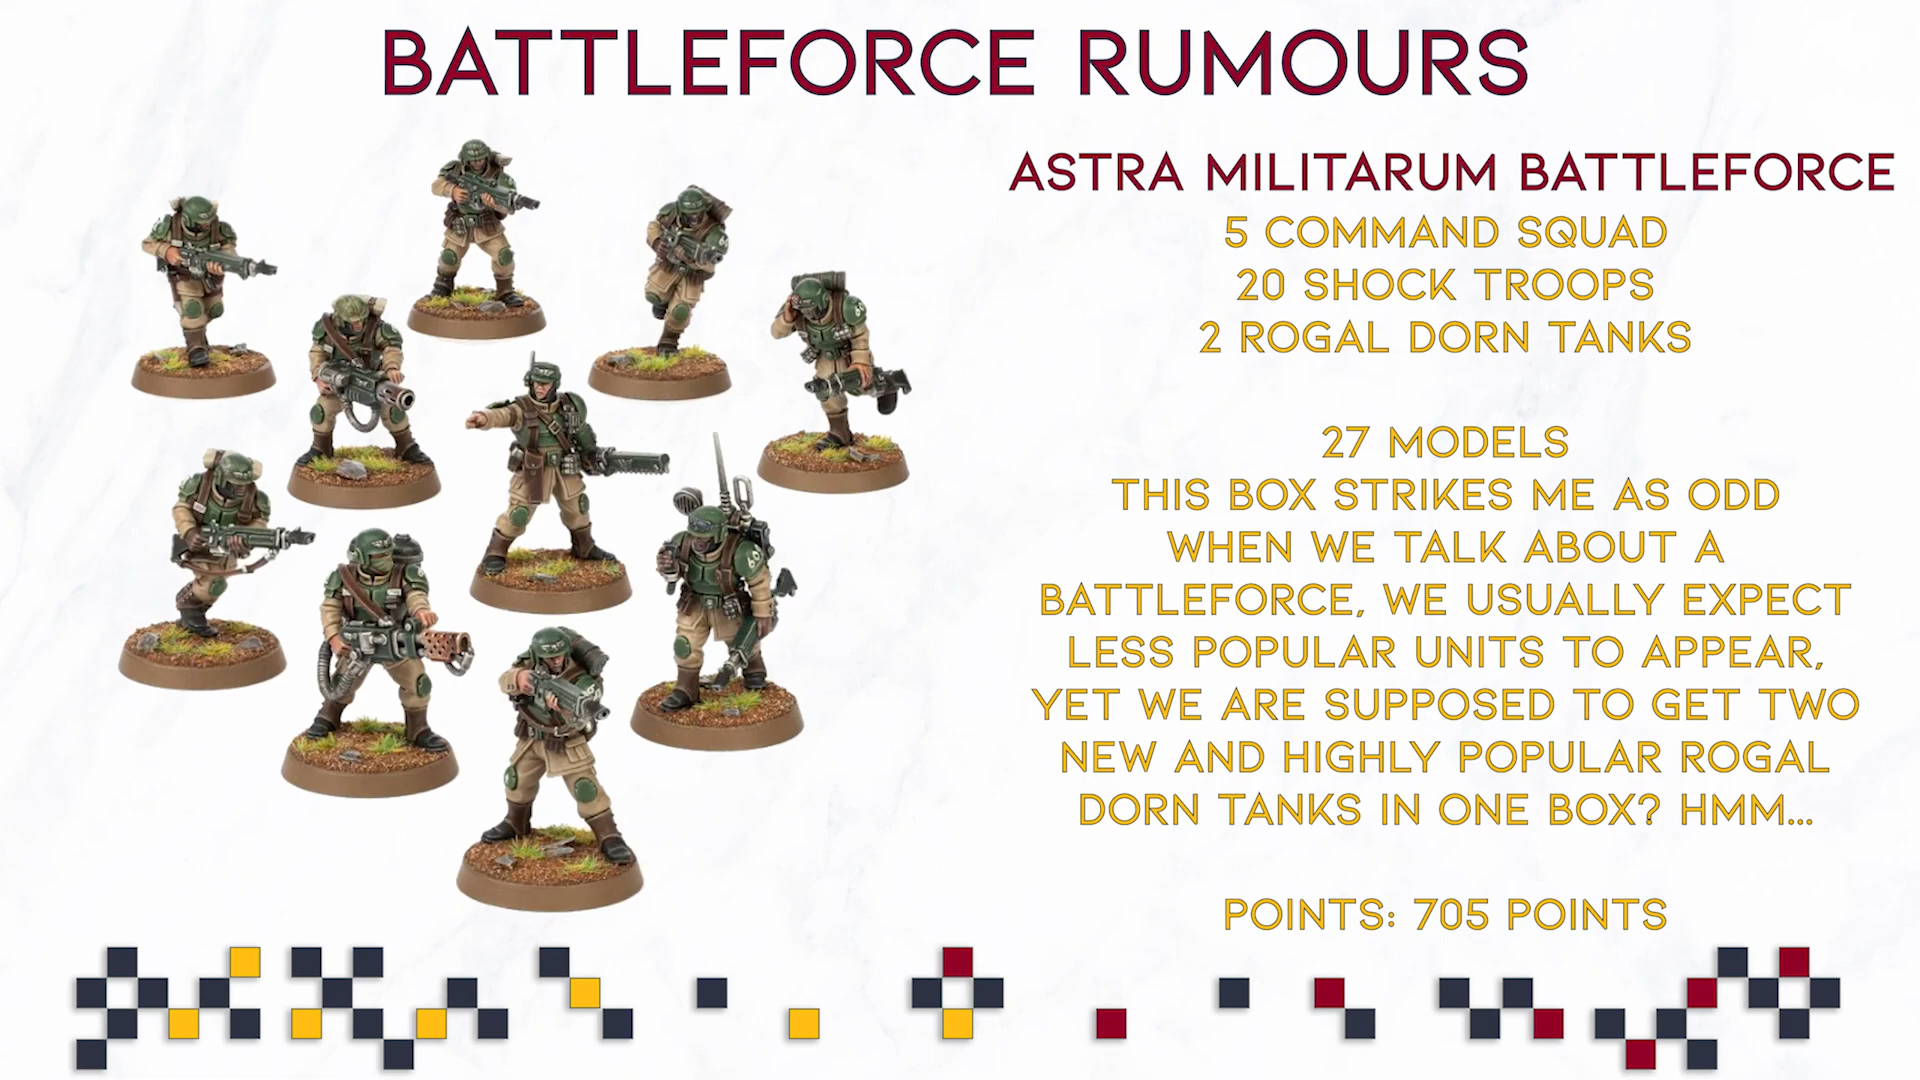 BATTLEFORCE RUMOURS
ASTRA MILITARUM BATTLEFORCE
5 COMMAND SQUAD
20 SHOCK TROOPS
2 ROGAL DORN TANKS
27 MODELS
THIS BOX STRIKES ME AS ODD
WHEN WE TALK ABOUT A
BATTLEFORCE, WE USUALLY EXPECT
LESS POPULAR UNITS TO APPEAR,
YET WE ARE SUPPOSED TO GET TWO
NEW AND HIGHLY POPULAR ROGAL
DORN TANKS IN ONE BOX? HMM...
POINTS: 705 POINTS